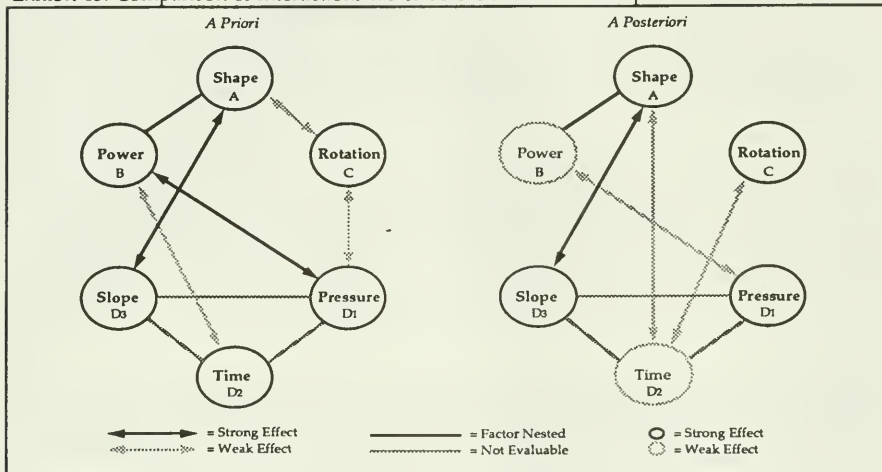 A Priori
A Posteriori
Shape
A
Power
B
Rotation
C
Slope
D3
Pressure
D1
Time
D2
Shape
A
Power
B
Rotation
C
Slope
D3
Pressure
D1
Time
D2
= Strong Effect
= Weak Effect
= Factor Nested
= Not Evaluable
= Strong Effect
= Weak Effect